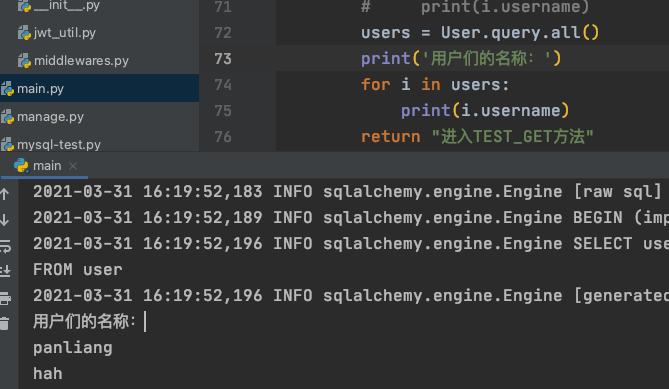 __init__.py
jwt_util.py
middlewares.py
main.py
manage.py
mysql-test.py
71 #     print(i.username)
72 users = User.query.all()
73 print('用户们的名称: ')
74 for i in users:
75     print(i.username)
76 return "进入TEST_GET方法"
main
2021-03-31 16:19:52,183 INFO sqlalchemy.engine.Engine [raw sql]
2021-03-31 16:19:52,189 INFO sqlalchemy.engine.Engine BEGIN (imp
2021-03-31 16:19:52,196 INFO sqlalchemy.engine.Engine SELECT use
FROM user
2021-03-31 16:19:52,196 INFO sqlalchemy.engine.Engine [generated
用户们的名称:
panliang
hah